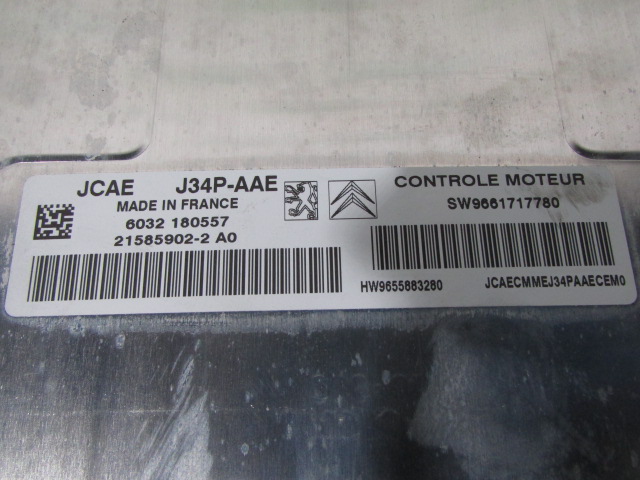 JCAE J34P-AAE
MADE IN FRANCE
6032 180557
21585902-2 A0
CONTROLE MOTEUR
SW9661717780
HW9655883280 JCAECMMEJ34PAAECEM0